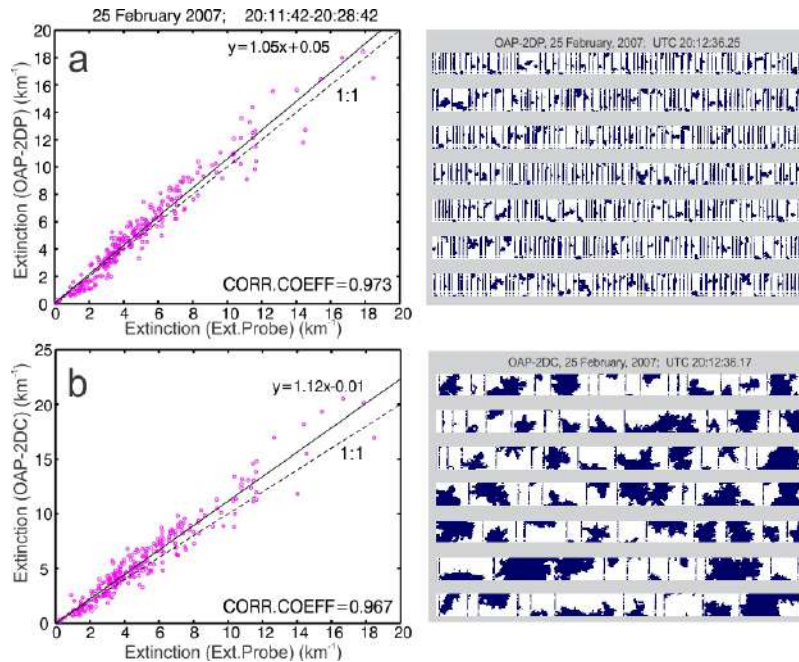 25 February 2007; 20:11:42-20:28:42
a
y=1.05x+0.05
1:1
CORR.COEFF=0.973
Extinction (OAP-2DP) (km⁻¹)
20
18
16
14
12
10
8
6
4
2
0
0 2 4 6 8 10 12 14 16 18 20
Extinction (Ext.Probe) (km⁻¹)
OAP-2DP, 25 February, 2007; UTC 20:12:36.25
b
y=1.12x-0.01
1:1
CORR.COEFF=0.967
Extinction (OAP-2DC) (km⁻¹)
25
20
15
10
5
0
0 2 4 6 8 10 12 14 16 18 20
Extinction (Ext.Probe) (km⁻¹)
OAP-2DC, 25 February, 2007; UTC 20:12:36.17